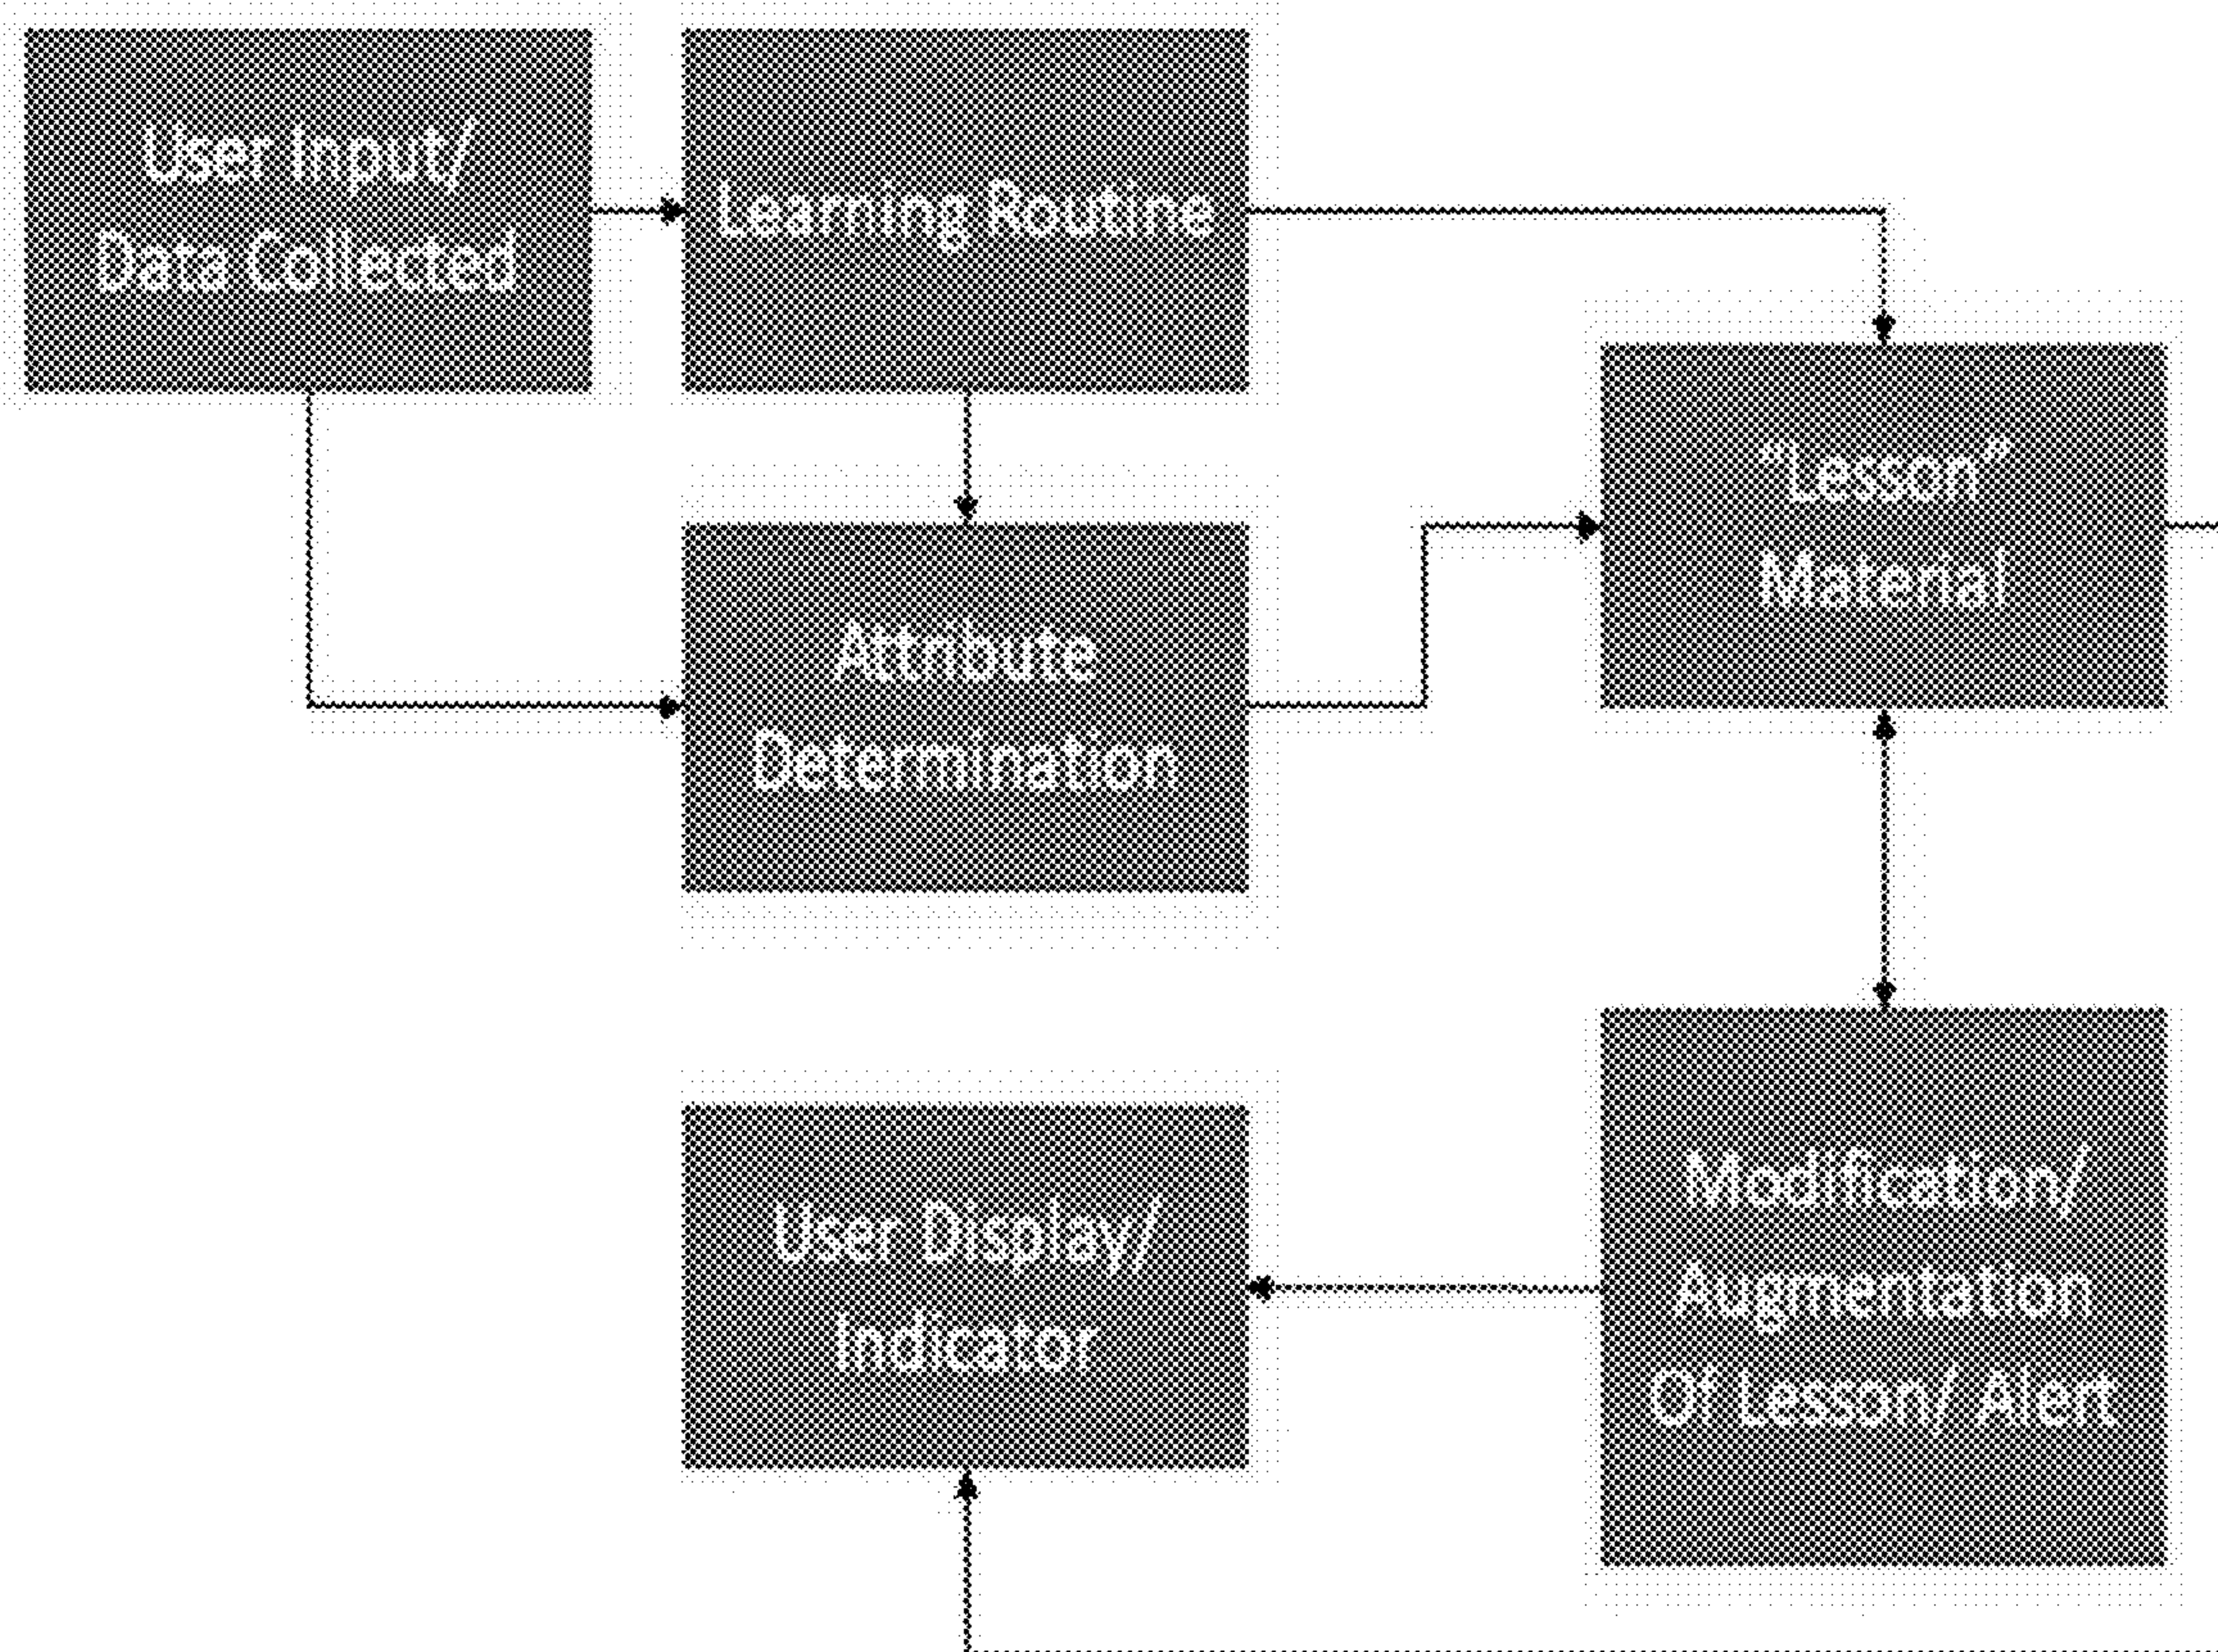 User Input/
Data Collected
Learning Routine
"Lesson"
Material
Attribute
Determination
User Display/
Indicator
Modification/
Augmentation
Of Lesson/ Alert